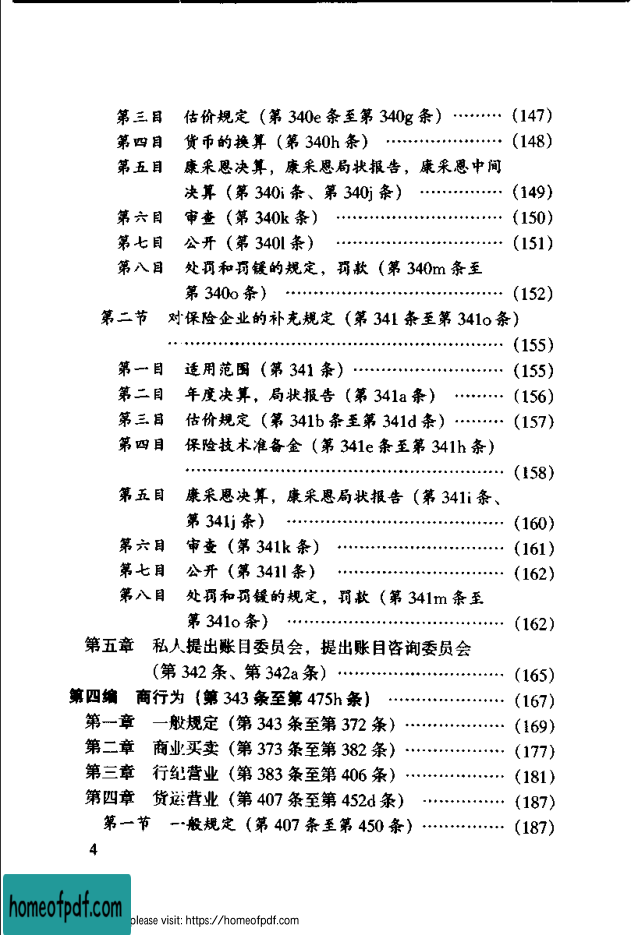 第三目 估价规定（第 340e 条至第 340g 条）………（147）
第四目 货币的换算（第 340h 条） ………………（148）
第五目 康采恩决算，康采恩局状报告，康采恩中间
决算（第 340i 条、第 340j 条） ……………（149）
第六目 审查（第 340k 条） …………………………（150）
第七目 公开（第 340l 条） …………………………（151）
第八目 处罚和罚锾的规定，罚款（第 340m 条至
第 340o 条） …………………………………（152）
第二节 对保险企业的补充规定（第 341 条至第 341o 条）
……………………………………………………（155）
第一目 适用范围（第 341 条）………………………（155）
第二目 年度决算，局状报告（第 341a 条） ………（156）
第三目 估价规定（第 341b 条至第 341d 条）………（157）
第四目 保险技术准备金（第 341e 条至第 341h 条）
…………………………………………………（158）
第五目 康采恩决算，康采恩局状报告（第 341i 条、
第 341j 条） …………………………………（160）
第六目 审查（第 341k 条） …………………………（161）
第七目 公开（第 341l 条） …………………………（162）
第八目 处罚和罚锾的规定，罚款（第 341m 条至
第 341o 条） …………………………………（162）
第五章 私人提出账目委员会，提出账目咨询委员会
（第 342 条、第 342a 条）…………………………（165）
第四编 商行为（第 343 条至第 475h 条） …………………（167）
第一章 一般规定（第 343 条至第 372 条）………………（169）
第二章 商业买卖（第 373 条至第 382 条）………………（177）
第三章 行纪营业（第 383 条至第 406 条）………………（181）
第四章 货运营业（第 407 条至第 452d 条） ……………（187）
第一节 一般规定（第 407 条至第 450 条）……………（187）
4
homeofpdf.com
please visit: https://homeofpdf.com